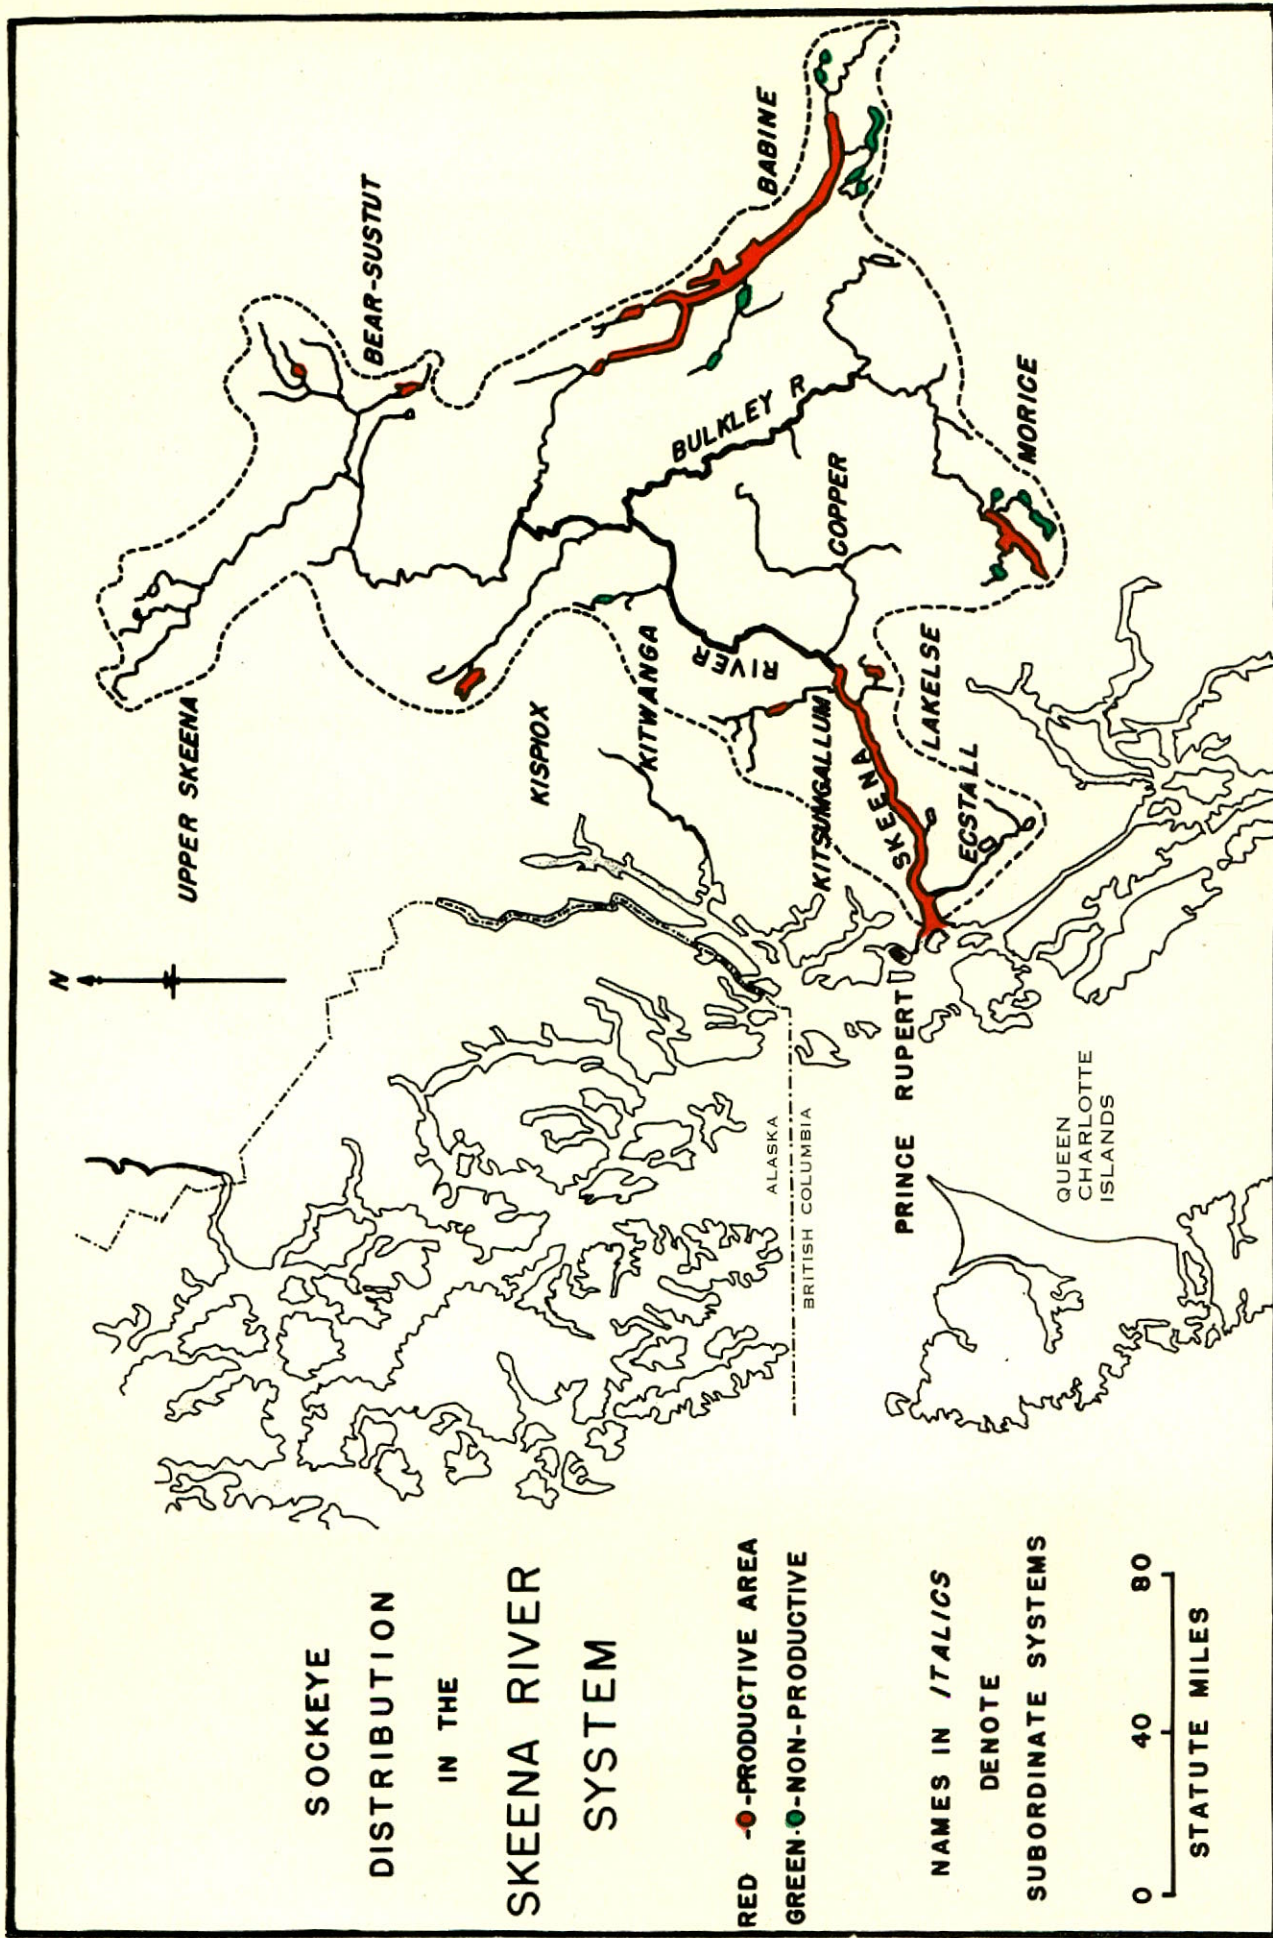 SOCKEYE
DISTRIBUTION
IN THE
SKEENA RIVER
SYSTEM
RED -O-PRODUCTIVE AREA
GREEN-O-NON-PRODUCTIVE
NAMES IN ITALICS
DENOTE
SUBORDINATE SYSTEMS
0 40 80
STATUTE MILES
N
ALASKA
BRITISH COLUMBIA
PRINCE RUPERT
QUEEN
CHARLOTTE
ISLANDS
UPPER SKEENA
BEAR-SUSTUT
KISPIOX
KITWANGA
BABINE
BULKLEY R
RIVER
COPPER
KITSUMGALLUM
SKEENA
LAKELSE
ECSTALL
MORICE